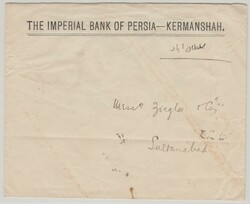 THE IMPERIAL BANK OF PERSIA—KERMANSHAH.
Messrs Ziegler & Co
Sultanabad